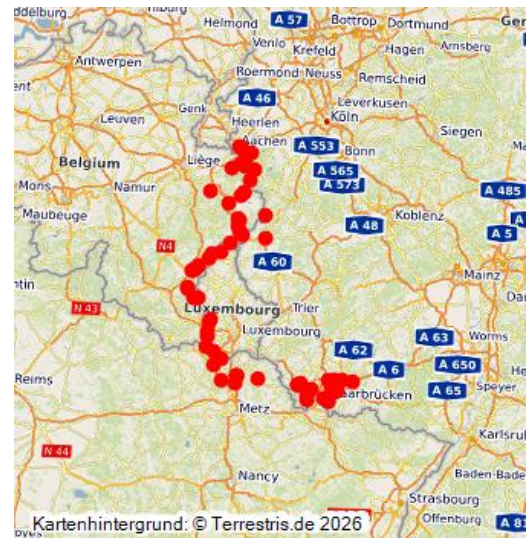 ddelburg
Tilburg
Helmond
A 57
Bottrop
Dortmund
Ger
Venlo
Krefeld
Hagen
Arnsberg
Antwerpen
Roermond
Neuss
Remscheid
A 46
Genk
Leverkusen
Leuven
Heerlen
Köln
Siegen
Aachen
A 553
Belgium
Liège
Bonn
A 565
Mons
Namur
A 573
A 485
Maubeuge
Koblenz
A 48
A 5
N4
A 60
Mainz
ntin
N 43
Luxembourg
Trier
Luxembourg
A 63
Worms
A 62
A 6
A 650
Reims
aarbrücken
A 65
Speyer
Metz
Karlsru
N 44
Baden-Bade
Nancy
Strasbourg
Offenburg
A 8
Kartenhintergrund: © Terrestris.de 2026